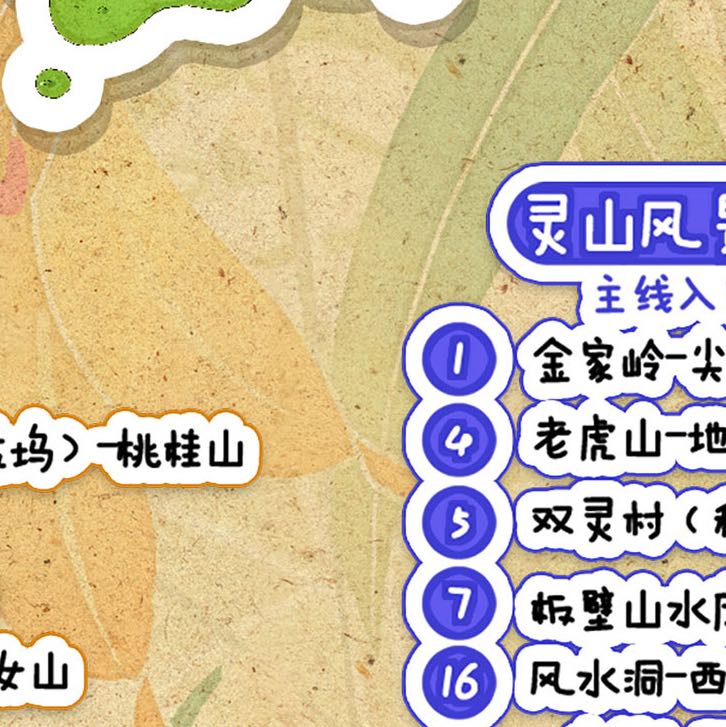 灵山风
主线入
1 金家岭-尖
4 老虎山-地
5 双灵村(
7 板壁山水
16 风水洞-西
坞)-桃桂山
女山